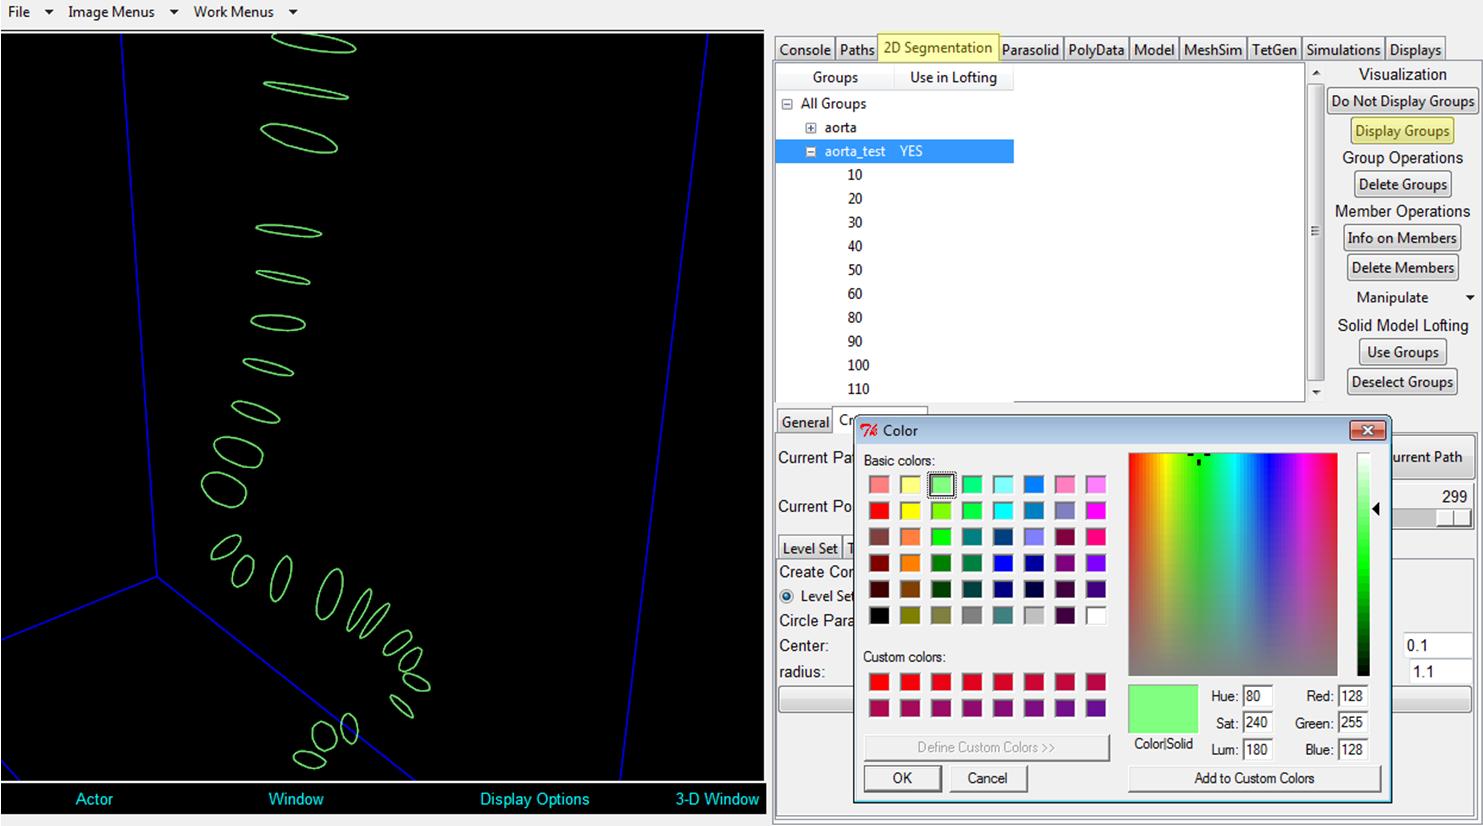 File Image Menus Work Menus
Console Paths 2D Segmentation Parasolid PolyData Model MeshSim TetGen Simulations Displays
Groups Use in Lofting
All Groups
aorta
aorta_test YES
10
20
30
40
50
60
80
90
100
110
Visualization
Do Not Display Groups
Display Groups
Group Operations
Delete Groups
Member Operations
Info on Members
Delete Members
Manipulate
Solid Model Lofting
Use Groups
Deselect Groups
General Cr
Current Pa
urrent Path
Current Po
299
Level Set T
Create Con
Level Set
Circle Para
Center:
0.1
radius:
1.1
Color
Basic colors:
Custom colors:
Define Custom Colors >>
OK Cancel
Color|Solid
Hue: 80 Red: 128
Sat: 240 Green: 255
Lum: 180 Blue: 128
Add to Custom Colors
Actor Window Display Options 3-D Window